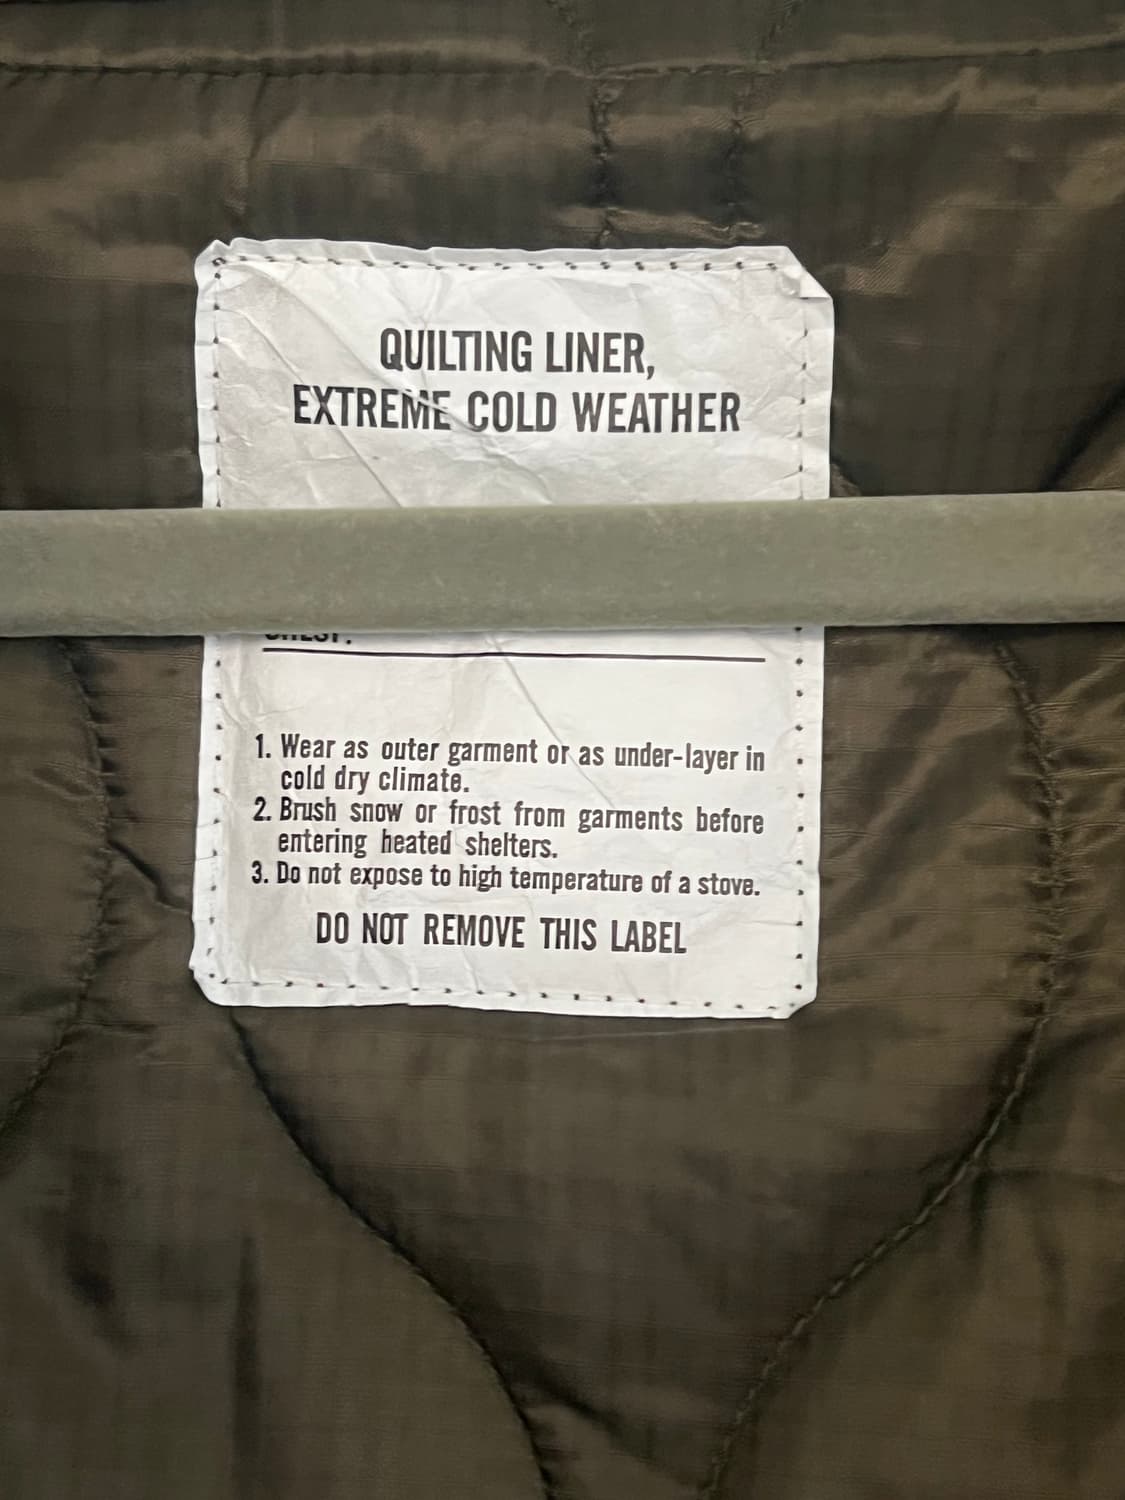 QUILTING LINER,
EXTREME COLD WEATHER
CHEST:
1. Wear as outer garment or as under-layer in
cold dry climate.
2. Brush snow or frost from garments before
entering heated shelters.
3. Do not expose to high temperature of a stove.
DO NOT REMOVE THIS LABEL